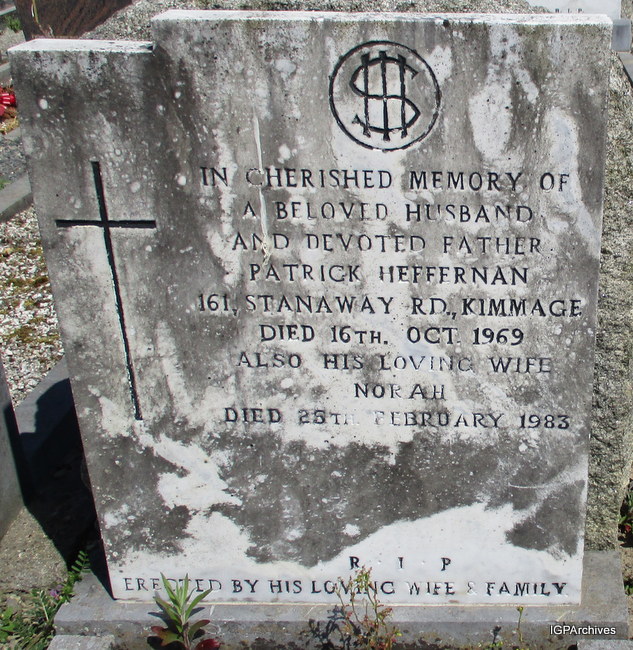 IHS
IN CHERISHED MEMORY OF
A BELOVED HUSBAND
AND DEVOTED FATHER
PATRICK HEFFERNAN
161, STANAWAY RD., KIMMAGE
DIED 16TH. OCT. 1969
ALSO HIS LOVING WIFE
NORAH
DIED 25TH FEBRUARY 1983
R I P
ERECTED BY HIS LOVING WIFE & FAMILY
IGPArchives